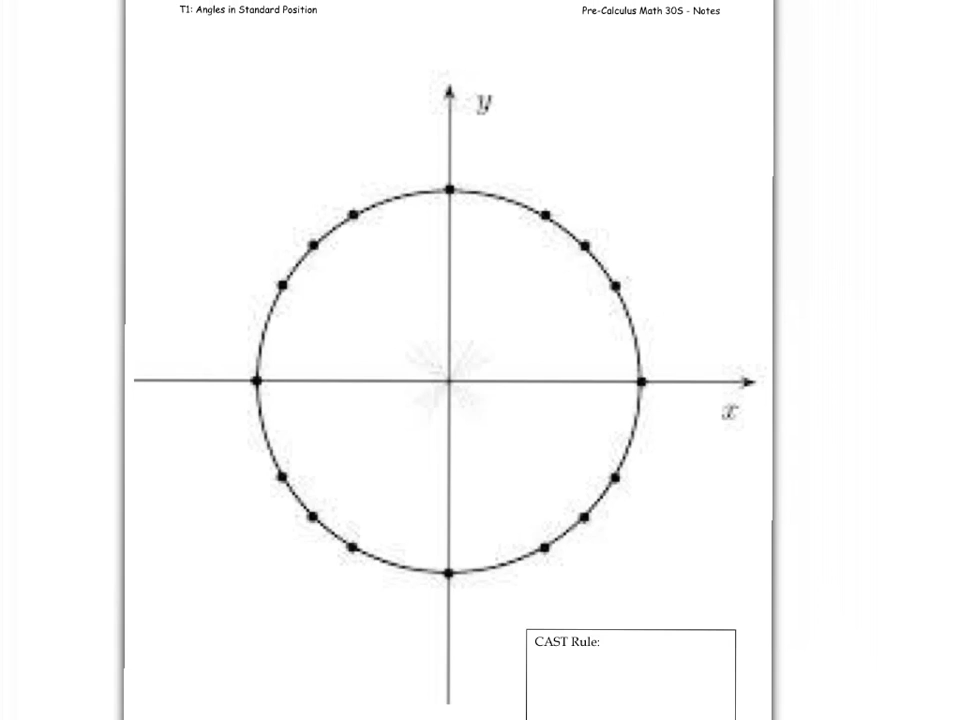 T1: Angles in Standard Position
Pre-Calculus Math 30S - Notes
y
x
CAST Rule: